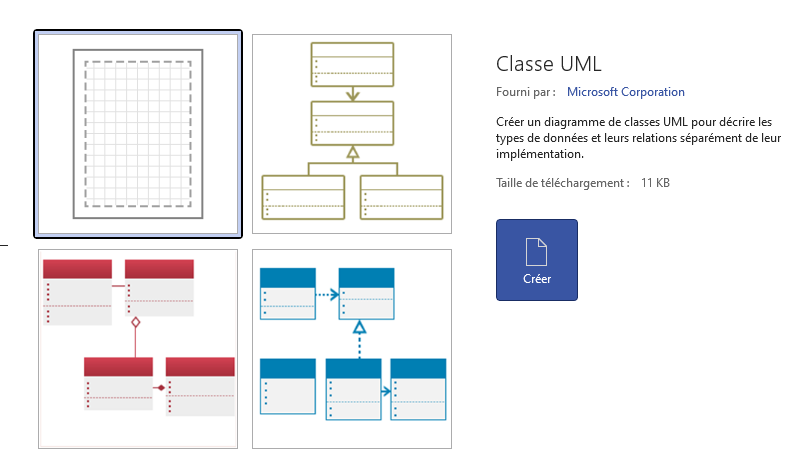 Classe UML
Fourni par : Microsoft Corporation
Créer un diagramme de classes UML pour décrire les
types de données et leurs relations séparément de leur
implémentation.
Taille de téléchargement : 11 KB
Créer